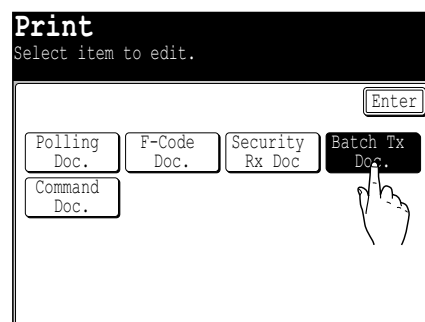 Print
Select item to edit.
Enter
Polling Doc.
F-Code Doc.
Security Rx Doc
Batch Tx Doc.
Command Doc.